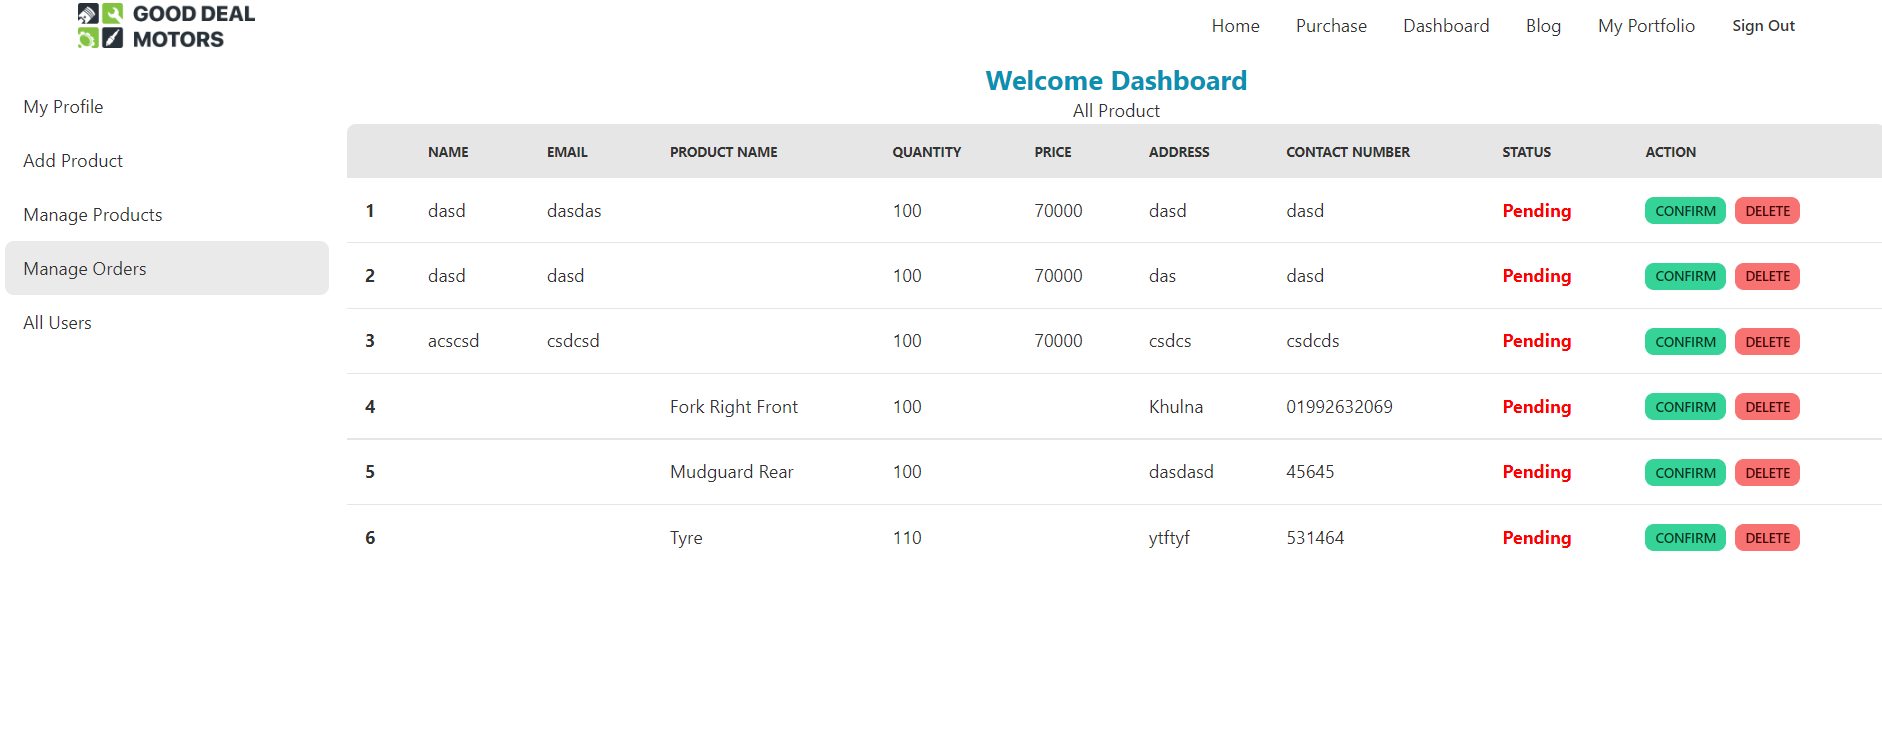 GOOD DEAL
MOTORS
Home Purchase Dashboard Blog My Portfolio Sign Out
My Profile
Add Product
Manage Products
Manage Orders
All Users
Welcome Dashboard
All Product
NAME EMAIL PRODUCT NAME QUANTITY PRICE ADDRESS CONTACT NUMBER STATUS ACTION
1 dasd dasdas 100 70000 dasd dasd Pending CONFIRM DELETE
2 dasd dasd 100 70000 das dasd Pending CONFIRM DELETE
3 acscsd csdcsd 100 70000 csdcs csdcds Pending CONFIRM DELETE
4 Fork Right Front 100 Khulna 01992632069 Pending CONFIRM DELETE
5 Mudguard Rear 100 dasdasd 45645 Pending CONFIRM DELETE
6 Tyre 110 ytftyf 531464 Pending CONFIRM DELETE